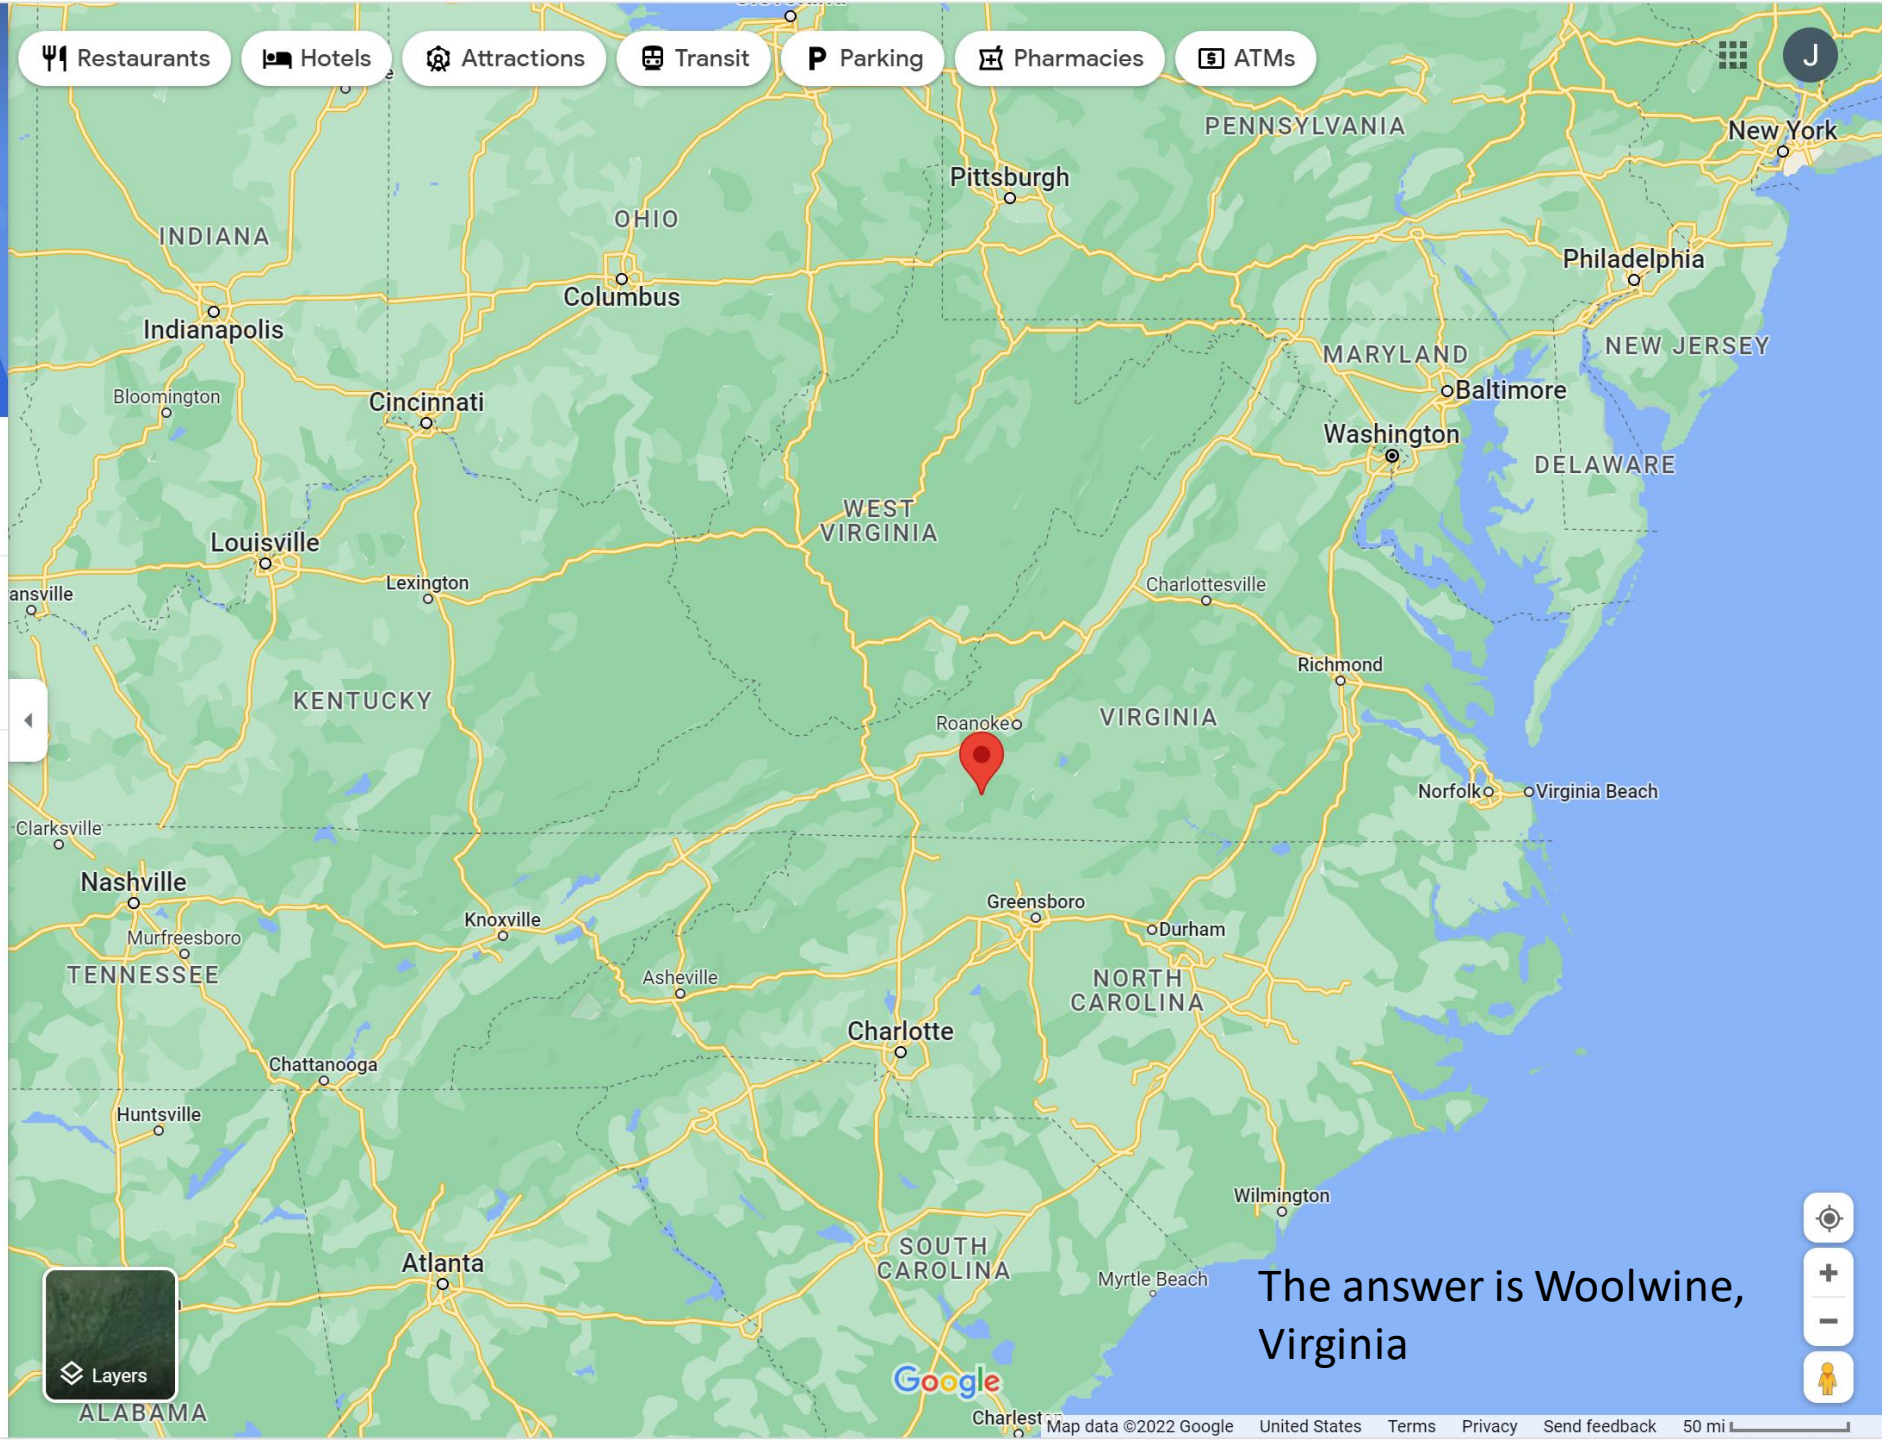 Restaurants
Hotels
Attractions
Transit
P Parking
Pharmacies
$ ATMs
J
PENNSYLVANIA
New York
Pittsburgh
OHIO
INDIANA
Philadelphia
Columbus
Indianapolis
NEW JERSEY
MARYLAND
Baltimore
Bloomington
Cincinnati
Washington
DELAWARE
WEST
VIRGINIA
Louisville
Lexington
Charlottesville
ansville
Richmond
KENTUCKY
VIRGINIA
Roanoke
Norfolk
Virginia Beach
Clarksville
Nashville
Greensboro
Knoxville
Durham
Murfreesboro
TENNESSEE
Asheville
NORTH
CAROLINA
Charlotte
Chattanooga
Huntsville
Wilmington
SOUTH
CAROLINA
Atlanta
Myrtle Beach
The answer is Woolwine,
Virginia
Layers
Google
ALABAMA
Map data ©2022 Google United States Terms Privacy Send feedback 50 mi